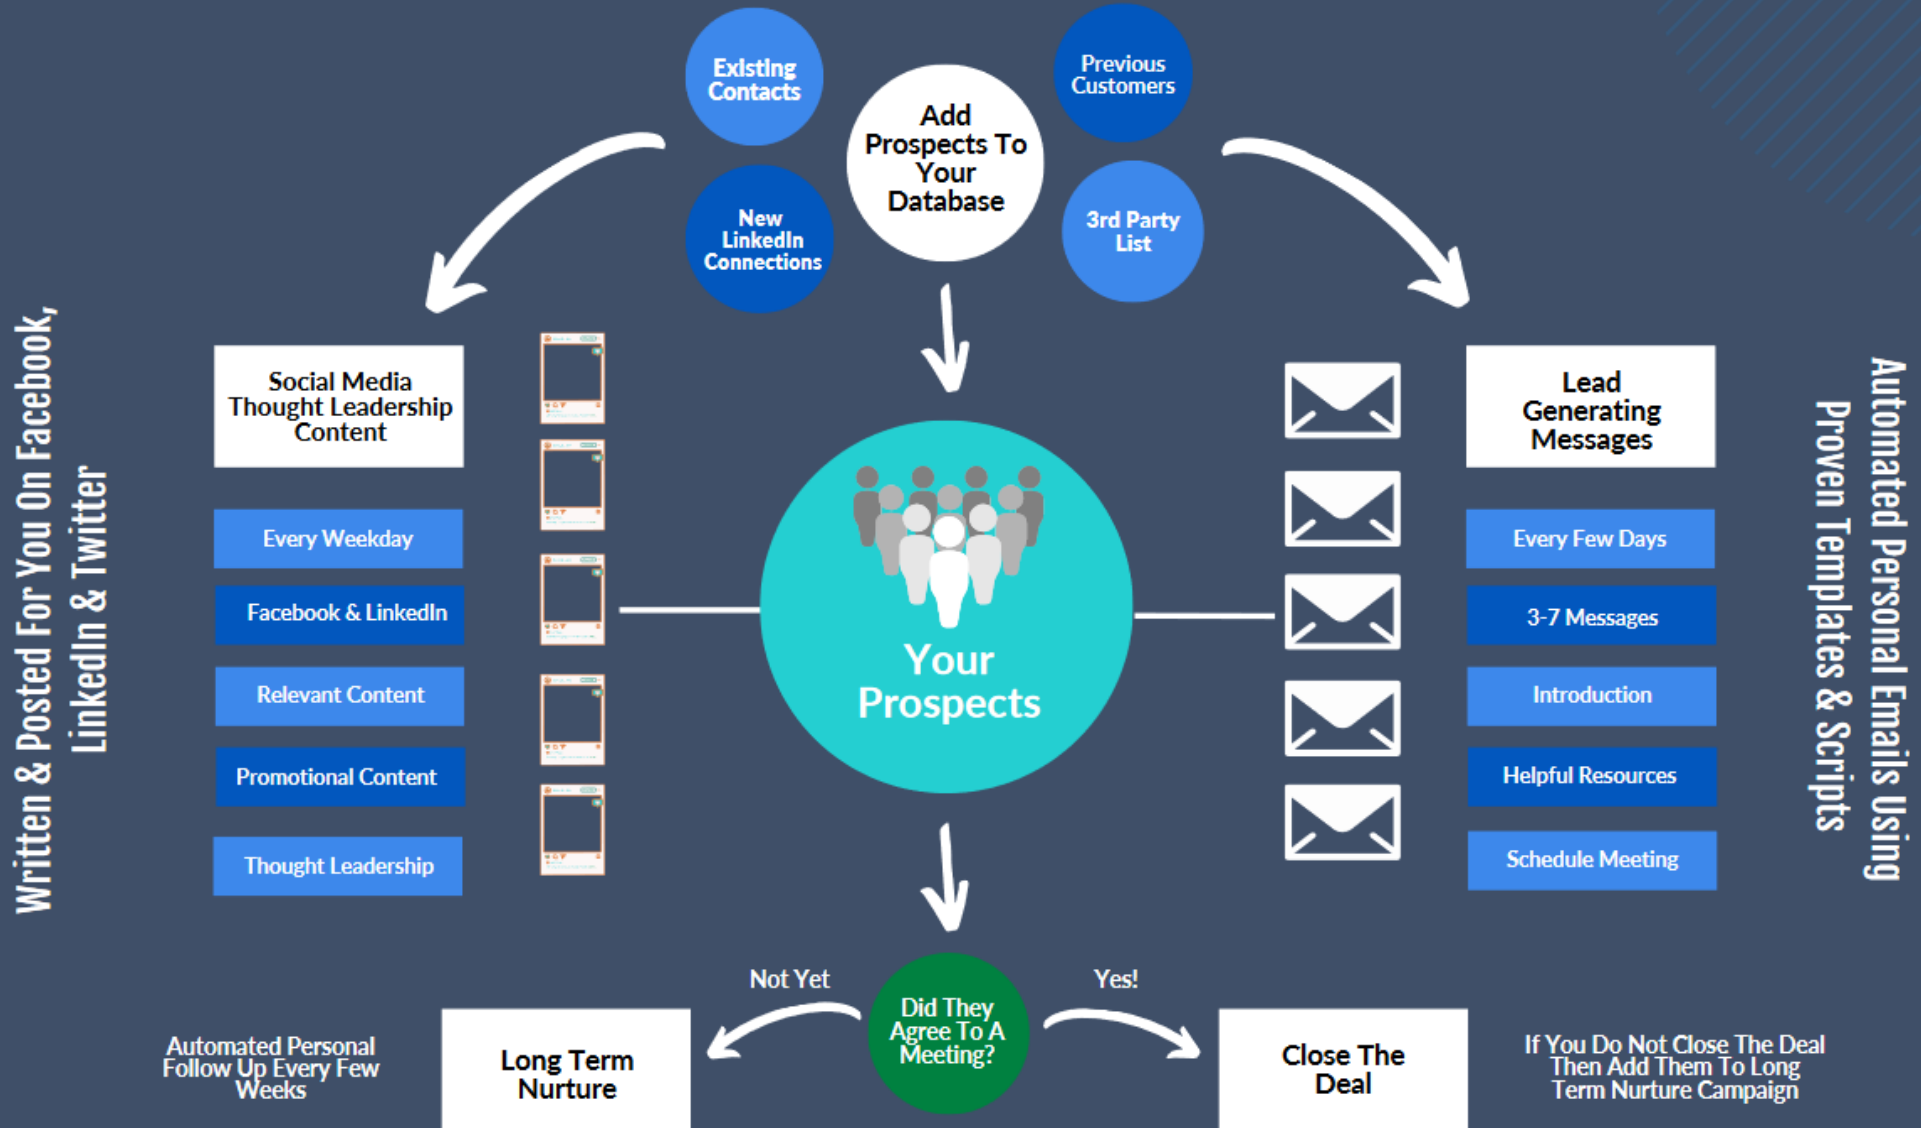 Existing
Contacts
New
LinkedIn
Connections
Add
Prospects To
Your
Database
Previous
Customers
3rd Party
List
Written & Posted For You On Facebook,
LinkedIn & Twitter
Social Media
Thought Leadership
Content
Every Weekday
Facebook & LinkedIn
Relevant Content
Promotional Content
Thought Leadership
Your
Prospects
Lead
Generating
Messages
Every Few Days
3-7 Messages
Introduction
Helpful Resources
Schedule Meeting
Automated Personal Emails Using
Proven Templates & Scripts
Did They
Agree To A
Meeting?
Not Yet
Yes!
Automated Personal
Follow Up Every Few
Weeks
Long Term
Nurture
Close The
Deal
If You Do Not Close The Deal
Then Add Them To Long
Term Nurture Campaign